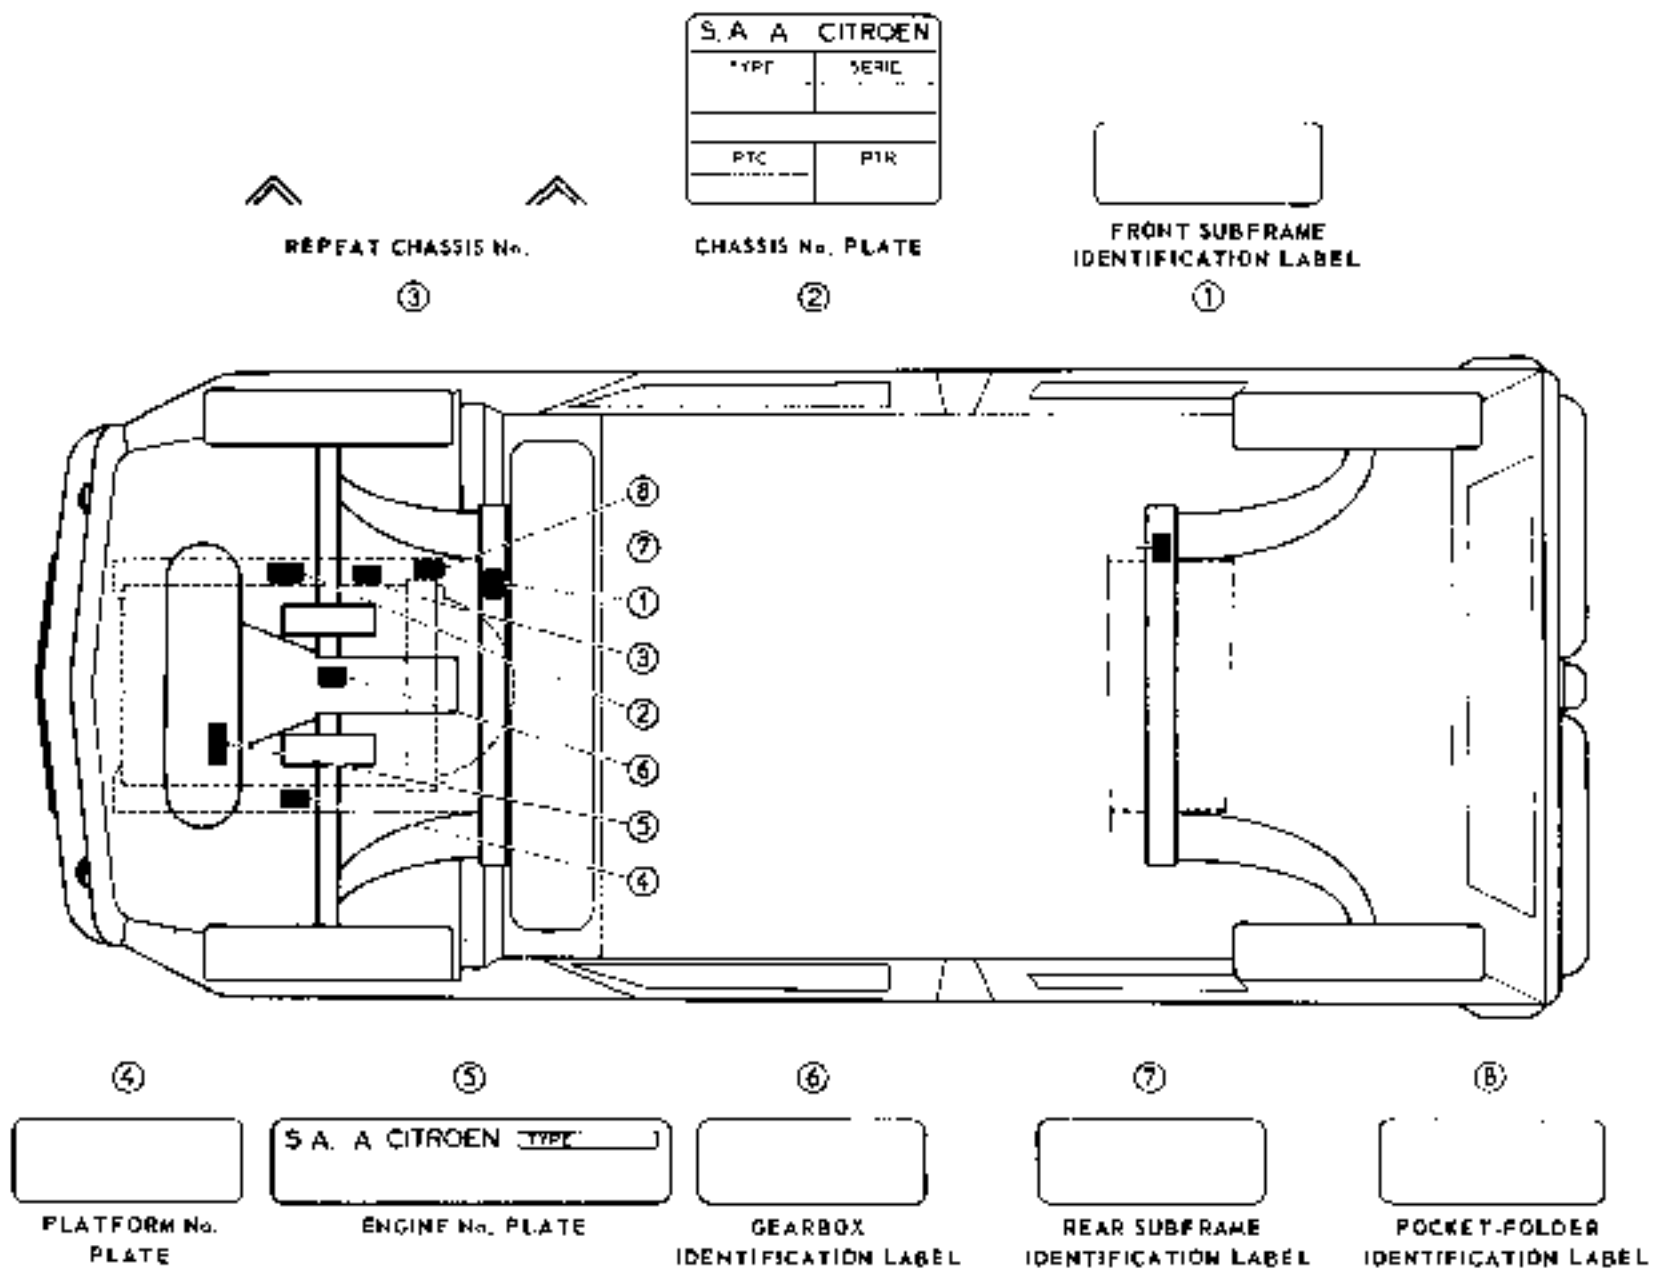 S. A A CITROEN
TYPE SERIE
PTC PTR
REPEAT CHASSIS No.
③
CHASSIS No. PLATE
②
FRONT SUBFRAME
IDENTIFICATION LABEL
①
⑧
⑦
①
③
②
⑥
⑤
④
④
PLATFORM No.
PLATE
⑤
S A. A CITROEN TYPE
ENGINE No. PLATE
⑥
GEARBOX
IDENTIFICATION LABEL
⑦
REAR SUBFRAME
IDENTIFICATION LABEL
⑧
POCKET-FOLDER
IDENTIFICATION LABEL